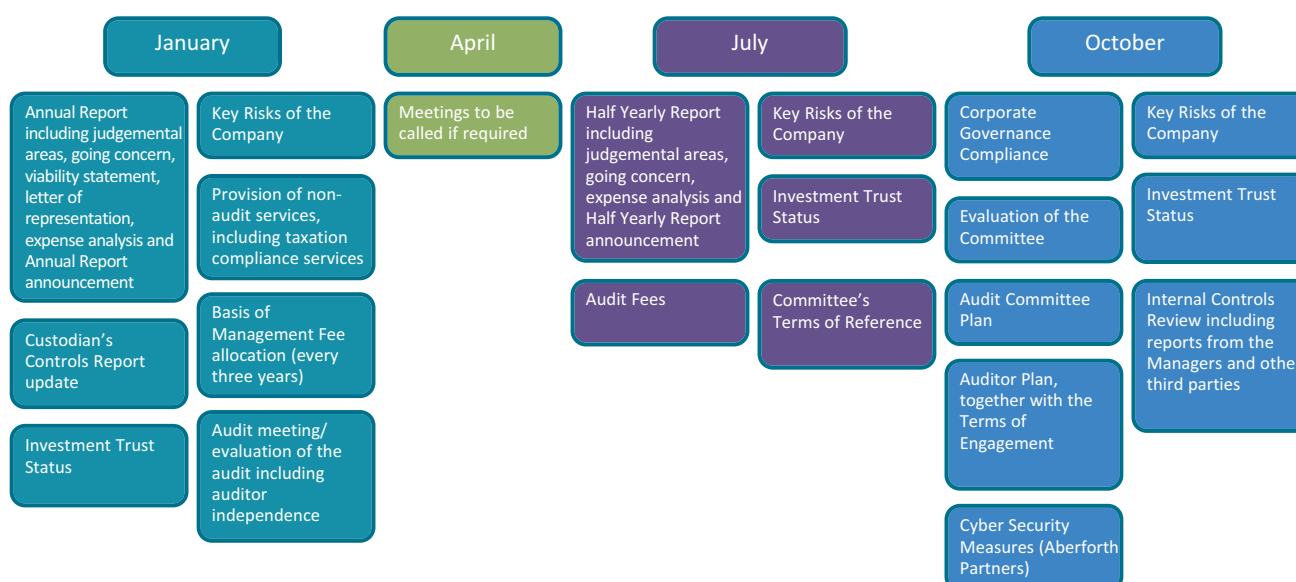 January
Annual Report
including judgemental
areas, going concern,
viability statement,
letter of
representation,
expense analysis and
Annual Report
announcement
Custodian’s
Controls Report
update
Investment Trust
Status
Key Risks of the
Company
Provision of non-
audit services,
including taxation
compliance services
Basis of
Management Fee
allocation (every
three years)
Audit meeting/
evaluation of the
audit including
auditor
independence
April
Meetings to be
called if required
July
Half Yearly Report
including
judgemental areas,
going concern,
expense analysis and
Half Yearly Report
announcement
Audit Fees
Key Risks of the
Company
Investment Trust
Status
Committee’s
Terms of Reference
October
Corporate
Governance
Compliance
Evaluation of the
Committee
Audit Committee
Plan
Auditor Plan,
together with the
Terms of
Engagement
Cyber Security
Measures (Aberforth
Partners)
Key Risks of the
Company
Investment Trust
Status
Internal Controls
Review including
reports from the
Managers and othe
third parties